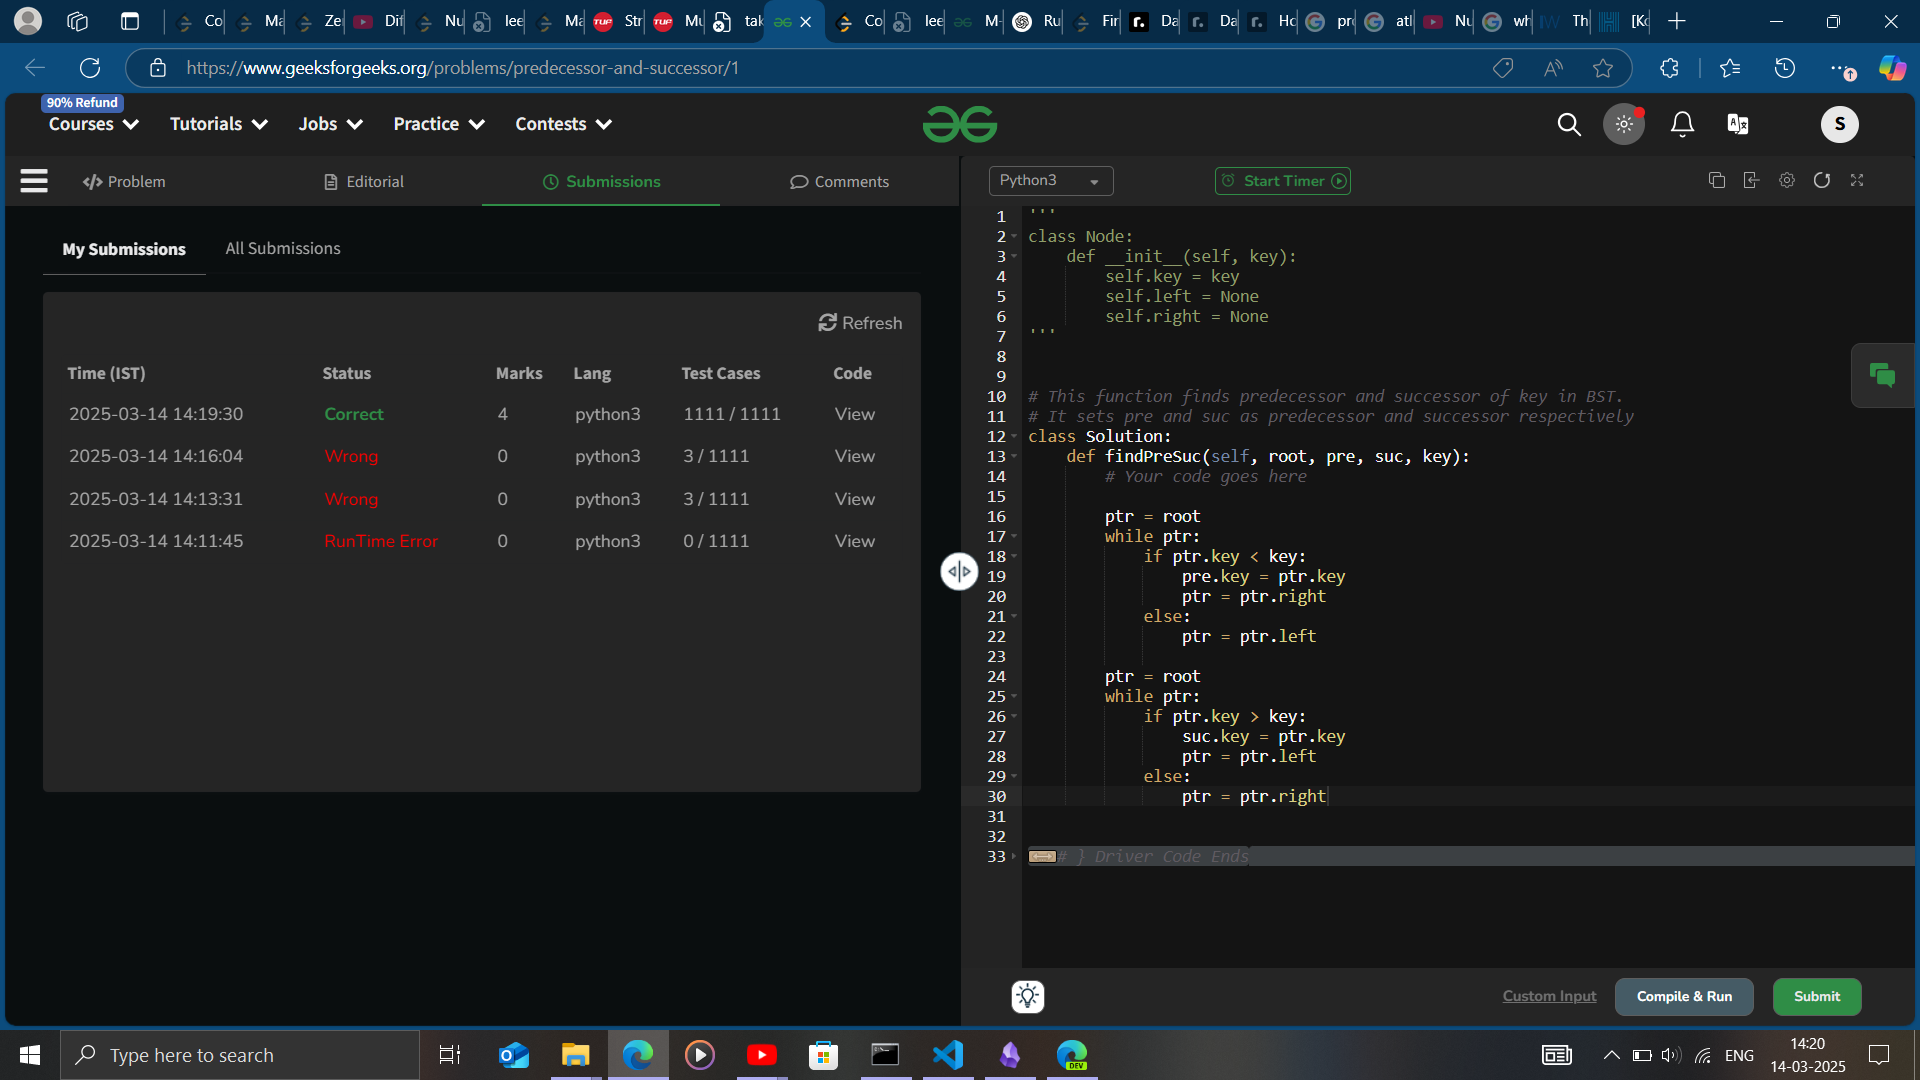 Co
Ma
Ze
Dif
Nu
lee
Ma
TUF
Str
TUF
Mu
tak
Co
lee
M-
Ru
Fir
Da
Da
Ho
pre
atl
Nu
wh
Th
[Ko
https://www.geeksforgeeks.org/problems/predecessor-and-successor/1
90% Refund
Courses
Tutorials
Jobs
Practice
Contests
S
</> Problem
Editorial
Submissions
Comments
Python3
Start Timer
My Submissions
All Submissions
Refresh
Time (IST) Status Marks Lang Test Cases Code
2025-03-14 14:19:30 Correct 4 python3 1111 / 1111 View
2025-03-14 14:16:04 Wrong 0 python3 3 / 1111 View
2025-03-14 14:13:31 Wrong 0 python3 3 / 1111 View
2025-03-14 14:11:45 RunTime Error 0 python3 0 / 1111 View
1 '''
2 class Node:
3 def __init__(self, key):
4 self.key = key
5 self.left = None
6 self.right = None
7 '''
8
9
10 # This function finds predecessor and successor of key in BST.
11 # It sets pre and suc as predecessor and successor respectively
12 class Solution:
13 def findPreSuc(self, root, pre, suc, key):
14 # Your code goes here
15
16 ptr = root
17 while ptr:
18 if ptr.key < key:
19 pre.key = ptr.key
20 ptr = ptr.right
21 else:
22 ptr = ptr.left
23
24 ptr = root
25 while ptr:
26 if ptr.key > key:
27 suc.key = ptr.key
28 ptr = ptr.left
29 else:
30 ptr = ptr.right
31
32
33 # } Driver Code Ends
Custom Input
Compile & Run
Submit
Type here to search
DEV
ENG
14:20
14-03-2025